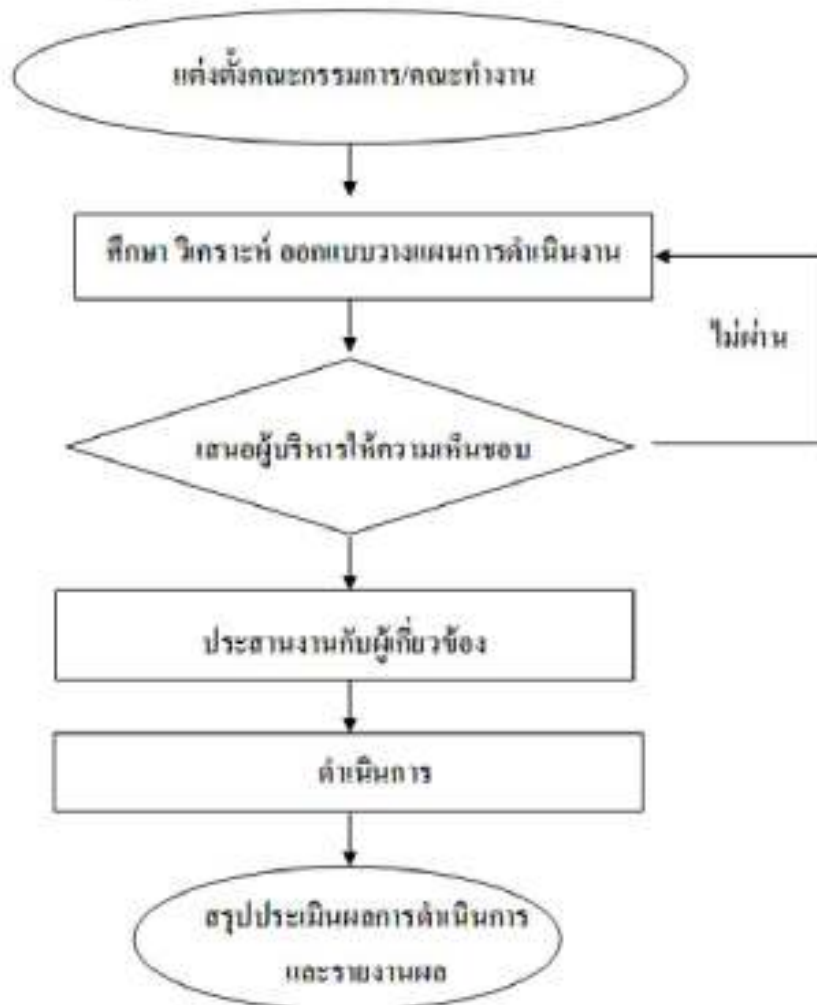 แต่งตั้งคณะกรรมการ/คณะทำงาน
ศึกษา วิเคราะห์ ออกแบบวางแผนการดำเนินงาน
ไม่ผ่าน
เสนอผู้บริหารให้ความเห็นชอบ
ประสานงานกับผู้เกี่ยวข้อง
ดำเนินการ
สรุปประเมินผลการดำเนินการ
และรายงานผล